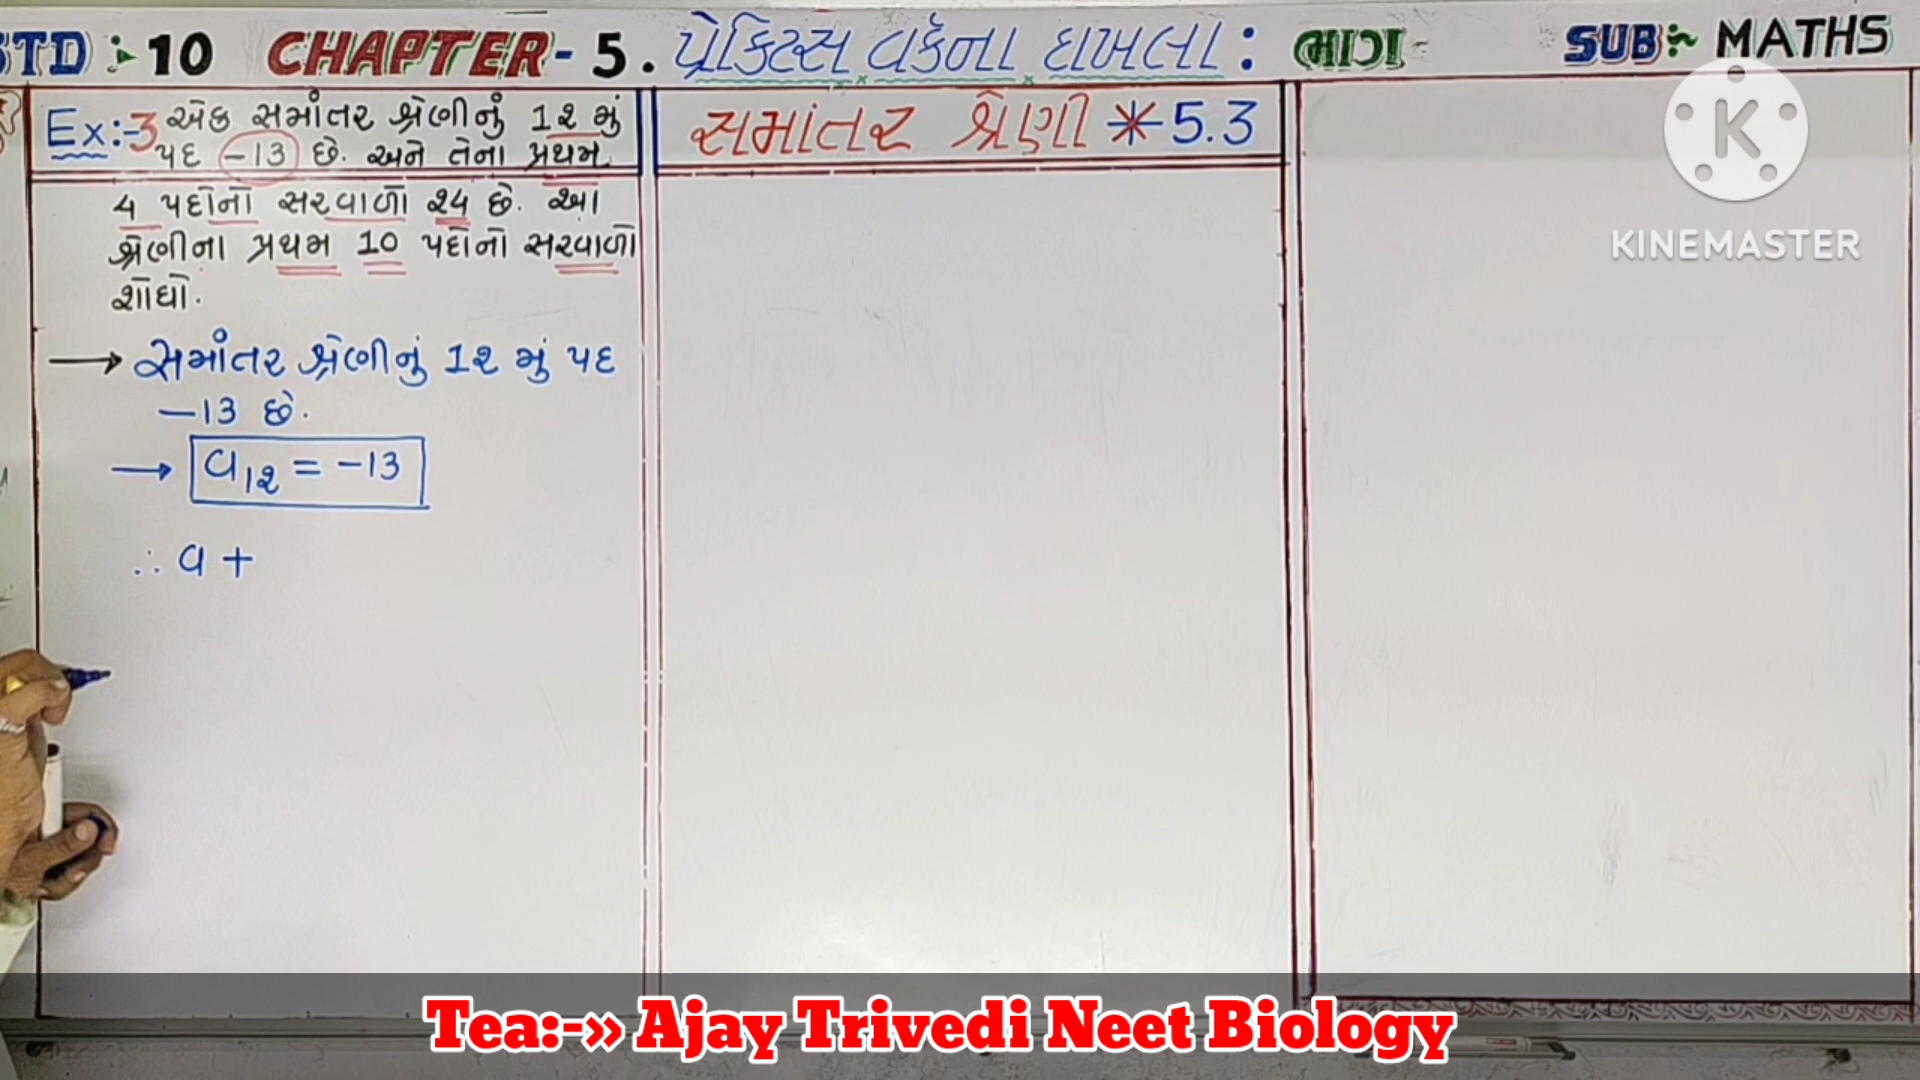 STD :- 10 CHAPTER - 5. પ્રેક્ટિસ વર્કના દાખલા : ભાગ SUB:- MATHS
Ex:-3 એક સમાંતર શ્રેણીનું 12 મું
પદ -13 છે. અને તેના પ્રથમ
4 પદોનો સરવાળો 24 છે. આ
શ્રેણીના પ્રથમ 10 પદોનો સરવાળો
શોધો.
→ સમાંતર શ્રેણીનું 12 મું પદ
-13 છે.
→ a12 = -13
∴ a +
સમાંતર શ્રેણી * 5.3
K
KINEMASTER
Tea:-» Ajay Trivedi Neet Biology